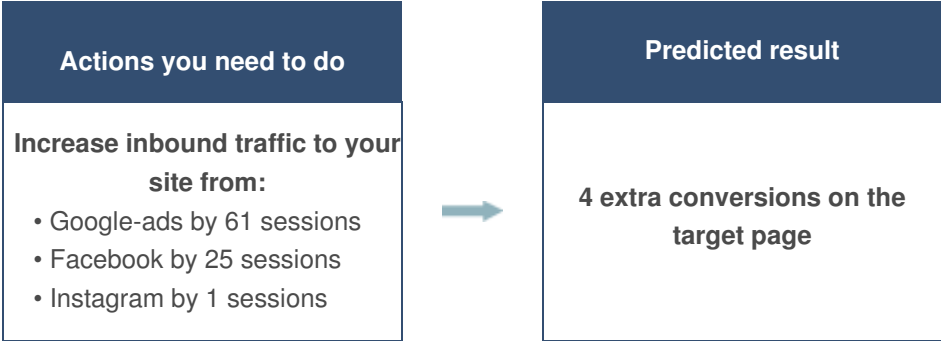 Actions you need to do
Increase inbound traffic to your
site from:
• Google-ads by 61 sessions
• Facebook by 25 sessions
• Instagram by 1 sessions
Predicted result
4 extra conversions on the
target page